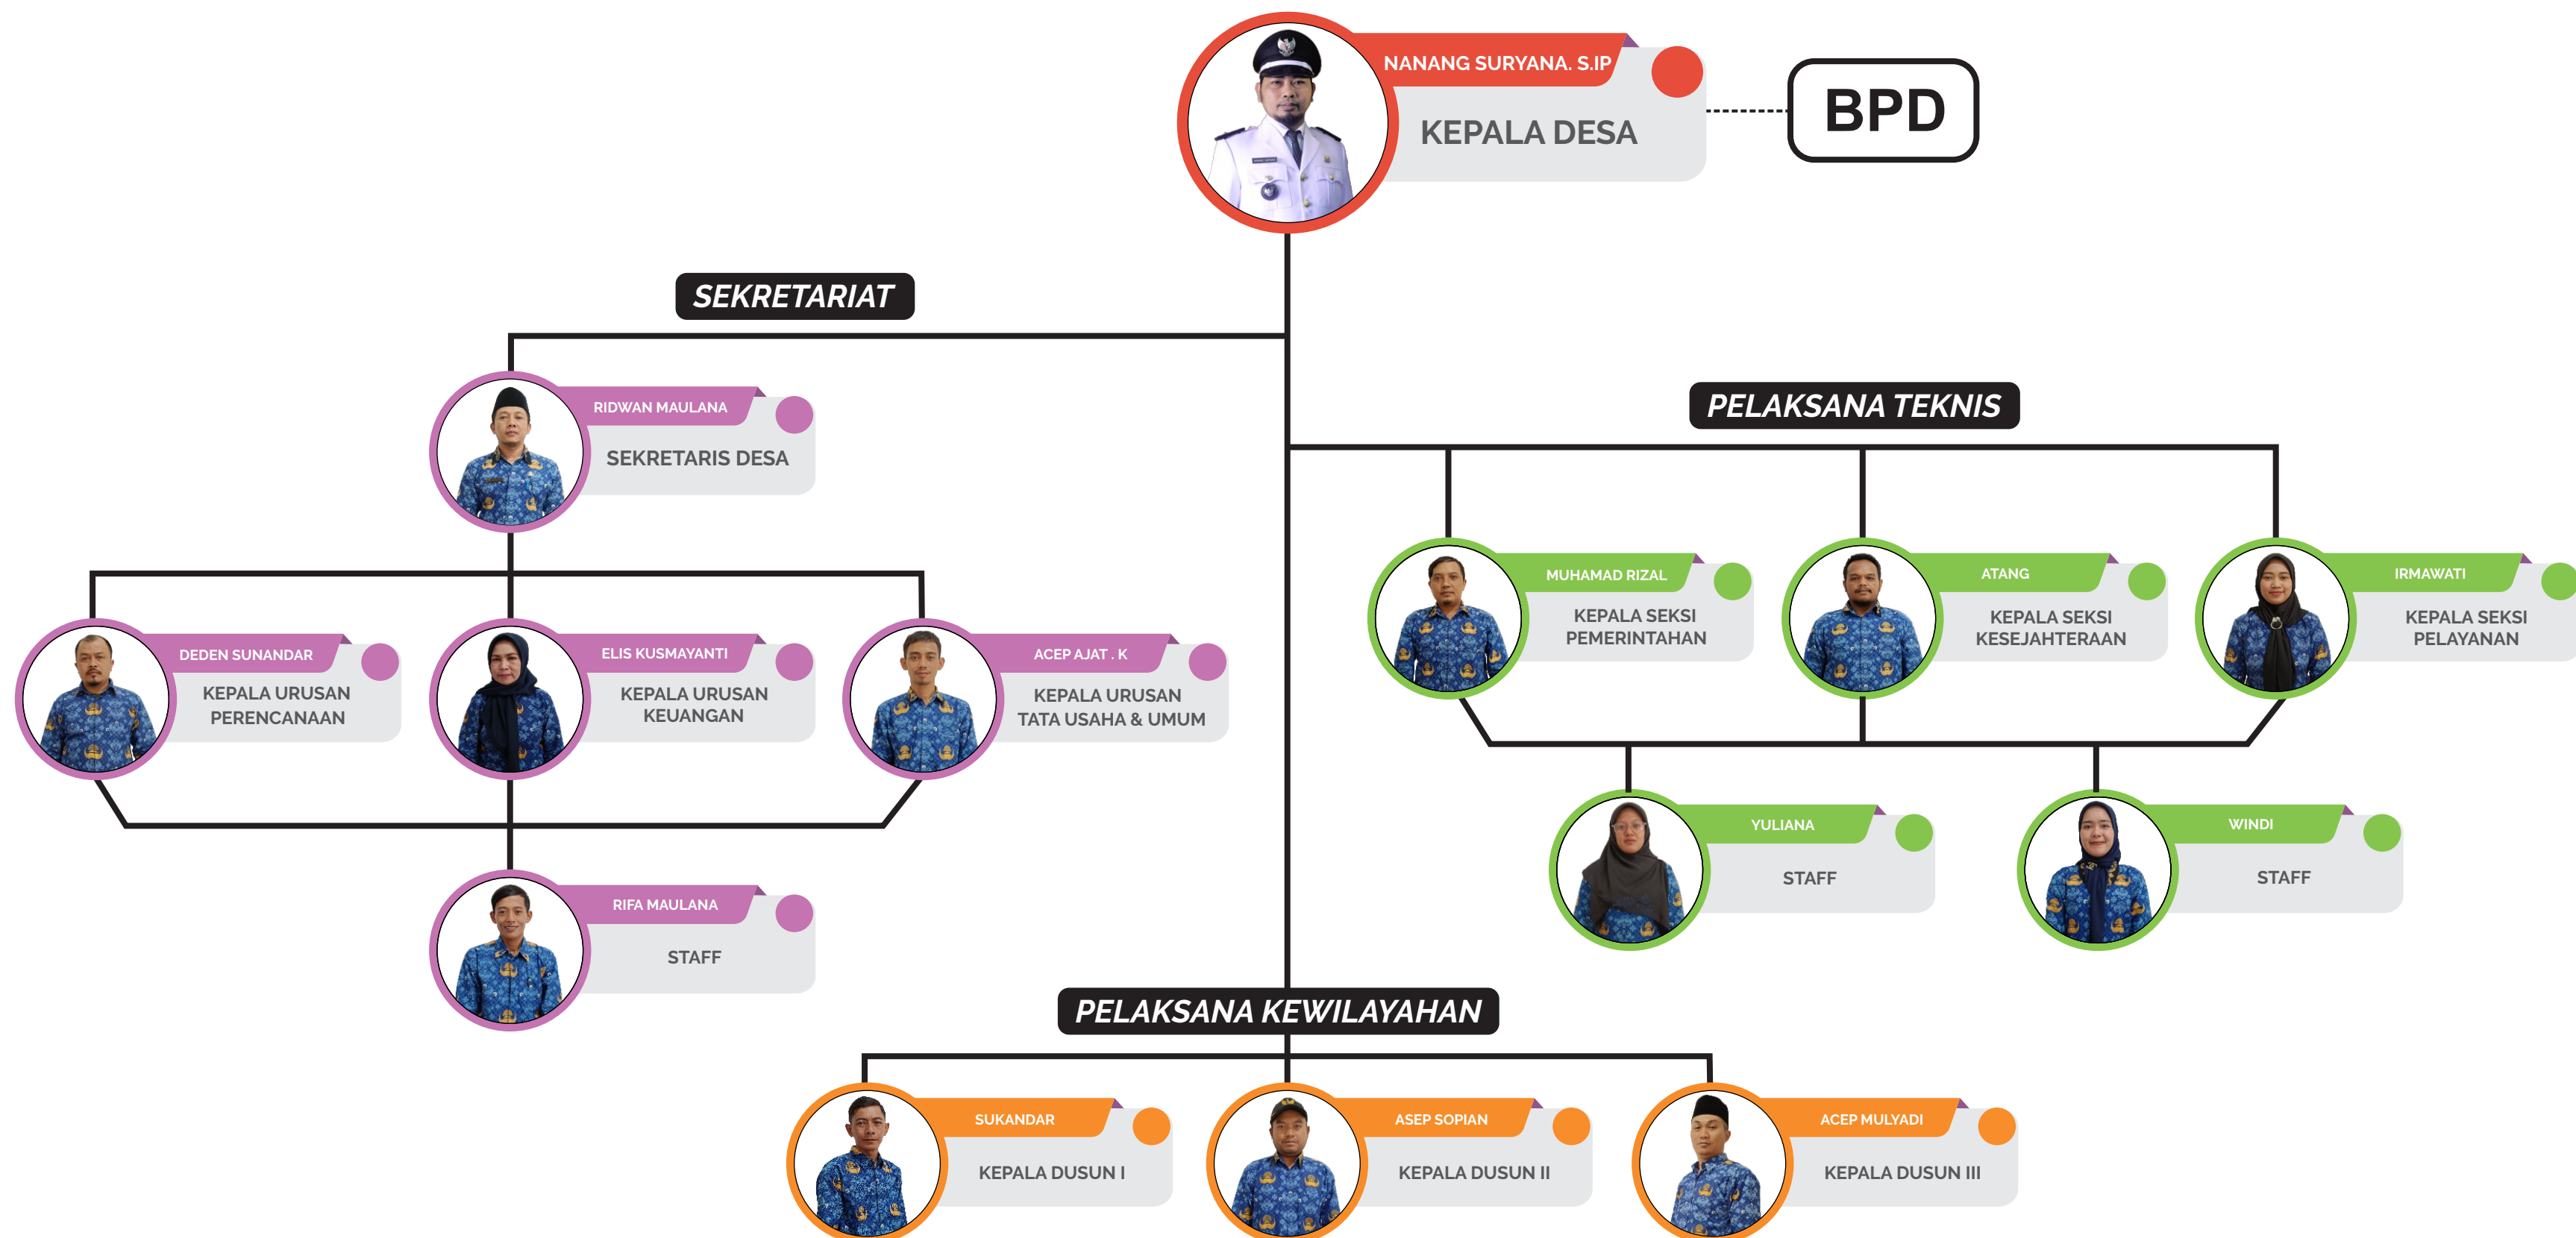 NANANG SURYANA. S.IP
KEPALA DESA
BPD
SEKRETARIAT
RIDWAN MAULANA
SEKRETARIS DESA
DEDEN SUNANDAR
KEPALA URUSAN
PERENCANAAN
ELIS KUSMAYANTI
KEPALA URUSAN
KEUANGAN
ACEP AJAT . K
KEPALA URUSAN
TATA USAHA & UMUM
RIFA MAULANA
STAFF
PELAKSANA TEKNIS
MUHAMAD RIZAL
KEPALA SEKSI
PEMERINTAHAN
ATANG
KEPALA SEKSI
KESEJAHTERAAN
IRMAWATI
KEPALA SEKSI
PELAYANAN
YULIANA
STAFF
WINDI
STAFF
PELAKSANA KEWILAYAHAN
SUKANDAR
KEPALA DUSUN I
ASEP SOPIAN
KEPALA DUSUN II
ACEP MULYADI
KEPALA DUSUN III